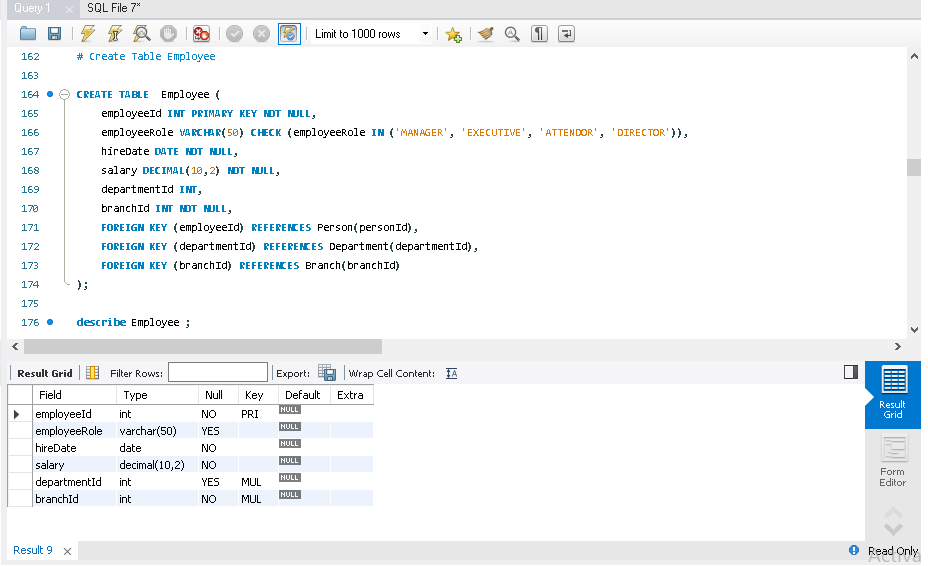 Query 1 × SQL File 7*
Limit to 1000 rows
162 # Create Table Employee
163
164 CREATE TABLE Employee (
165 employeeId INT PRIMARY KEY NOT NULL,
166 employeeRole VARCHAR(50) CHECK (employeeRole IN ('MANAGER', 'EXECUTIVE', 'ATTENDOR', 'DIRECTOR')),
167 hireDate DATE NOT NULL,
168 salary DECIMAL(10,2) NOT NULL,
169 departmentId INT,
170 branchId INT NOT NULL,
171 FOREIGN KEY (employeeId) REFERENCES Person(personId),
172 FOREIGN KEY (departmentId) REFERENCES Department(departmentId),
173 FOREIGN KEY (branchId) REFERENCES Branch(branchId)
174 );
175
176 describe Employee ;
Result Grid Filter Rows: Export: Wrap Cell Content:
Field Type Null Key Default Extra
employeeId int NO PRI NULL
employeeRole varchar(50) YES NULL
hireDate date NO NULL
salary decimal(10,2) NO NULL
departmentId int YES MUL NULL
branchId int NO MUL NULL
Result
Grid
Form
Editor
Result 9 × Read Only
Activa